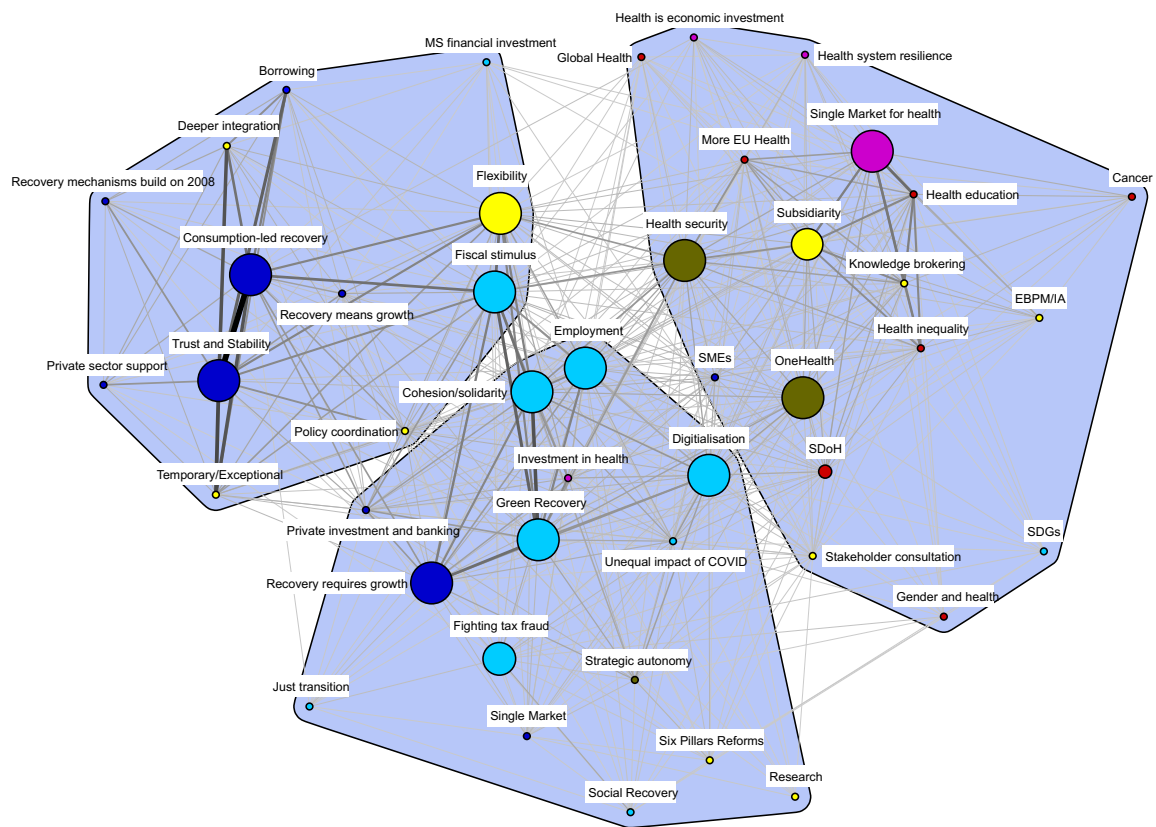 Health is economic investment
MS financial investment
Global Health
Health system resilience
Borrowing
Single Market for health
Deeper integration
More EU Health
Recovery mechanisms build on 2008
Flexibility
Cancer
Health education
Health security
Subsidiarity
Consumption-led recovery
Fiscal stimulus
Knowledge brokering
EBPM/IA
Recovery means growth
Health inequality
Employment
Trust and Stability
SMEs
OneHealth
Private sector support
Cohesion/solidarity
Policy coordination
Digitalisation
SDoH
Investment in health
Temporary/Exceptional
Green Recovery
Private investment and banking
SDGs
Unequal impact of COVID
Stakeholder consultation
Recovery requires growth
Gender and health
Fighting tax fraud
Strategic autonomy
Just transition
Single Market
Six Pillars Reforms
Research
Social Recovery